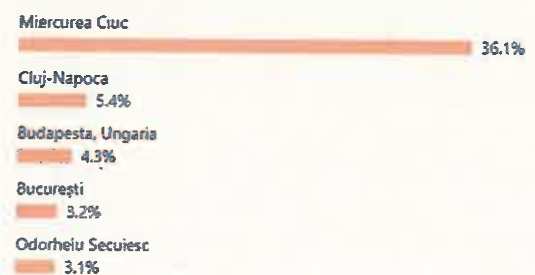 Miercurea Ciuc
36.1%
Cluj-Napoca
5.4%
Budapesta, Ungaria
4.3%
București
3.2%
Odorheiu Secuiesc
3.1%